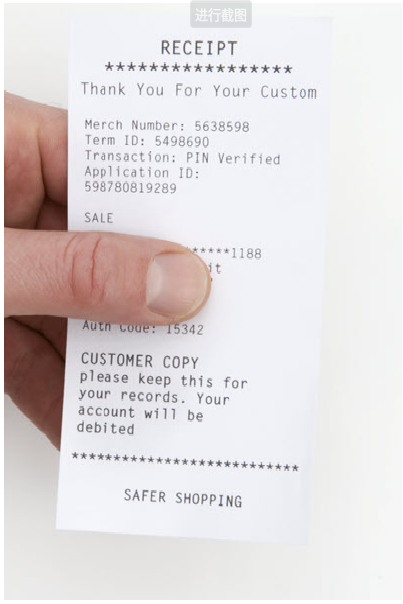 进行截图
RECEIPT
*****************
Thank You For Your Custom
Merch Number: 5638598
Term ID: 5498690
Transaction: PIN Verified
Application ID:
598780819289
SALE
*****1188
it
Auth Code: 15342
CUSTOMER COPY
please keep this for
your records. Your
account will be
debited
***************************
SAFER SHOPPING